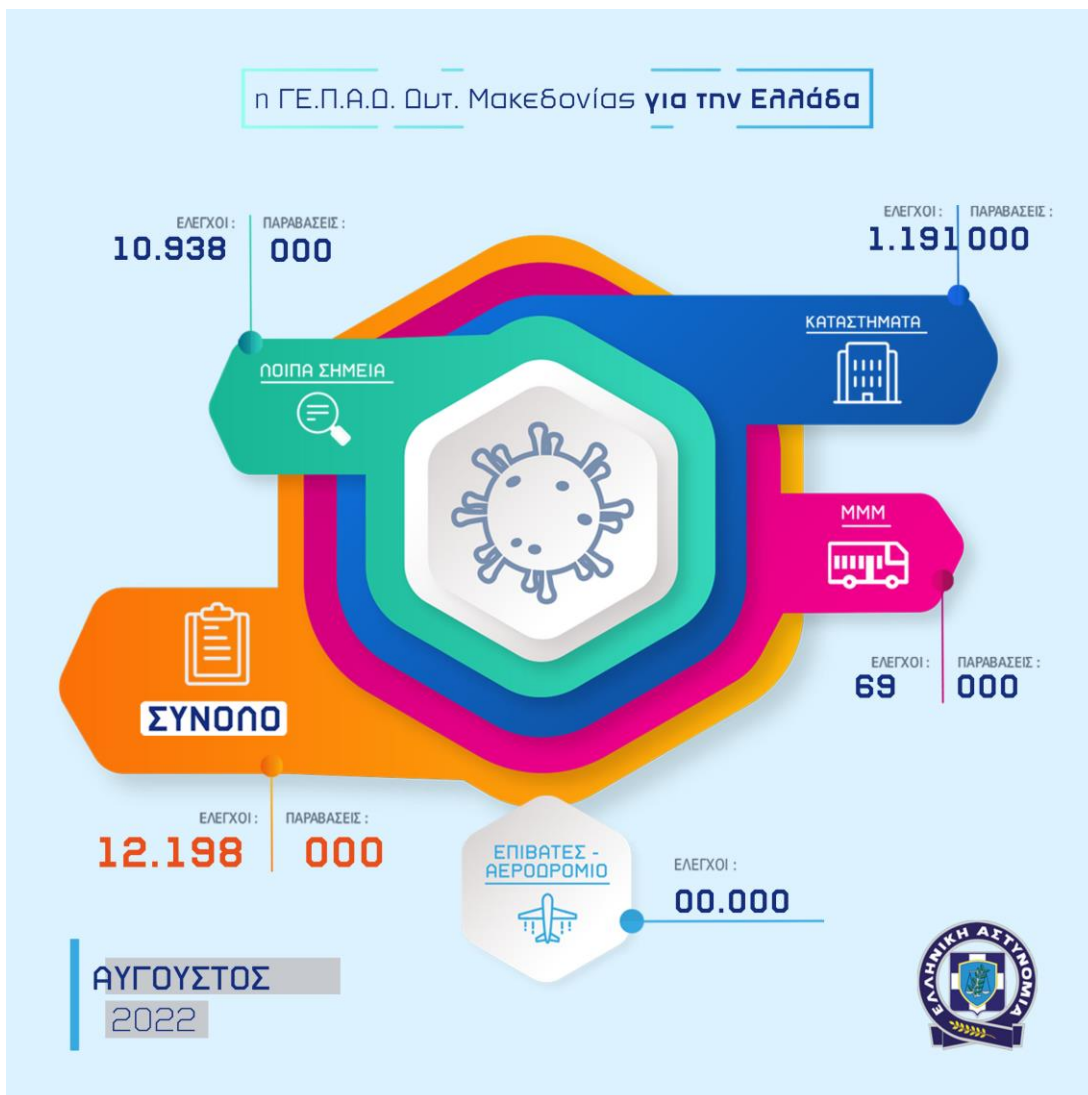 η ΓΕ.Π.Α.Δ. Δυτ. Μακεδονίας για την Ελλάδα
ΕΛΕΓΧΟΙ : ΠΑΡΑΒΑΣΕΙΣ :
10.938 000
ΕΛΕΓΧΟΙ : ΠΑΡΑΒΑΣΕΙΣ :
1.191 000
ΚΑΤΑΣΤΗΜΑΤΑ
ΛΟΙΠΑ ΣΗΜΕΙΑ
ΜΜΜ
ΕΛΕΓΧΟΙ : ΠΑΡΑΒΑΣΕΙΣ :
69 000
ΣΥΝΟΛΟ
ΕΛΕΓΧΟΙ : ΠΑΡΑΒΑΣΕΙΣ :
12.198 000
ΕΠΙΒΑΤΕΣ -
ΑΕΡΟΔΡΟΜΙΟ
ΕΛΕΓΧΟΙ :
00.000
ΑΥΓΟΥΣΤΟΣ
2022
ΕΛΛΗΝΙΚΗ ΑΣΤΥΝΟΜΙΑ